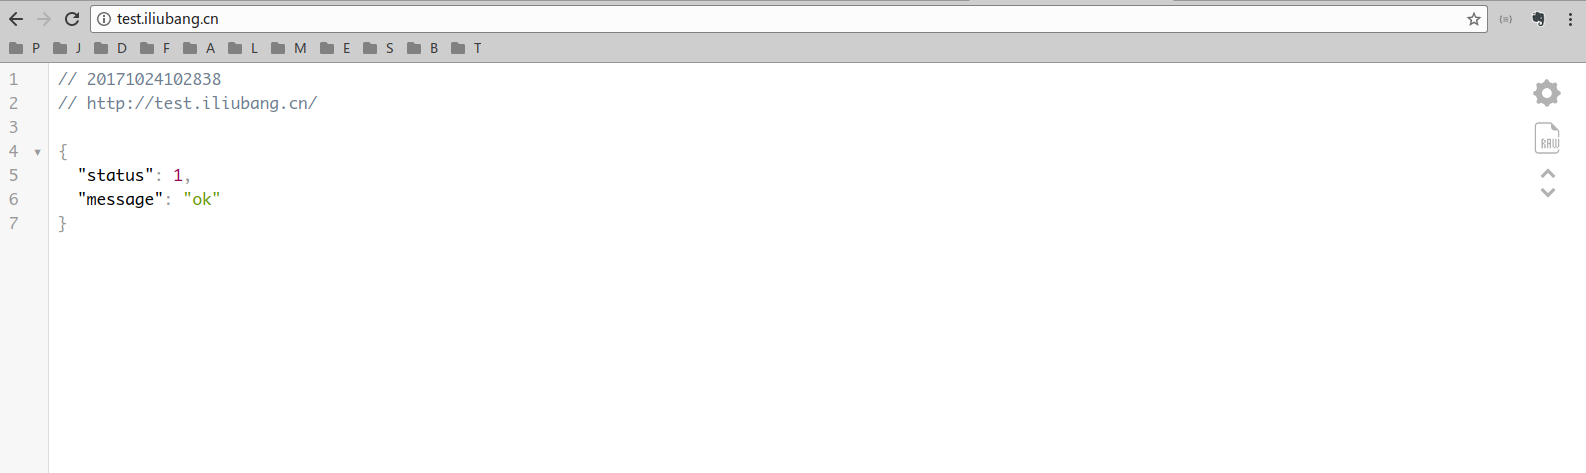 test.iliubang.cn
P J D F A L M E S B T
1 // 20171024102838
2 // http://test.iliubang.cn/
3
4 {
5 "status": 1,
6 "message": "ok"
7 }
RAW